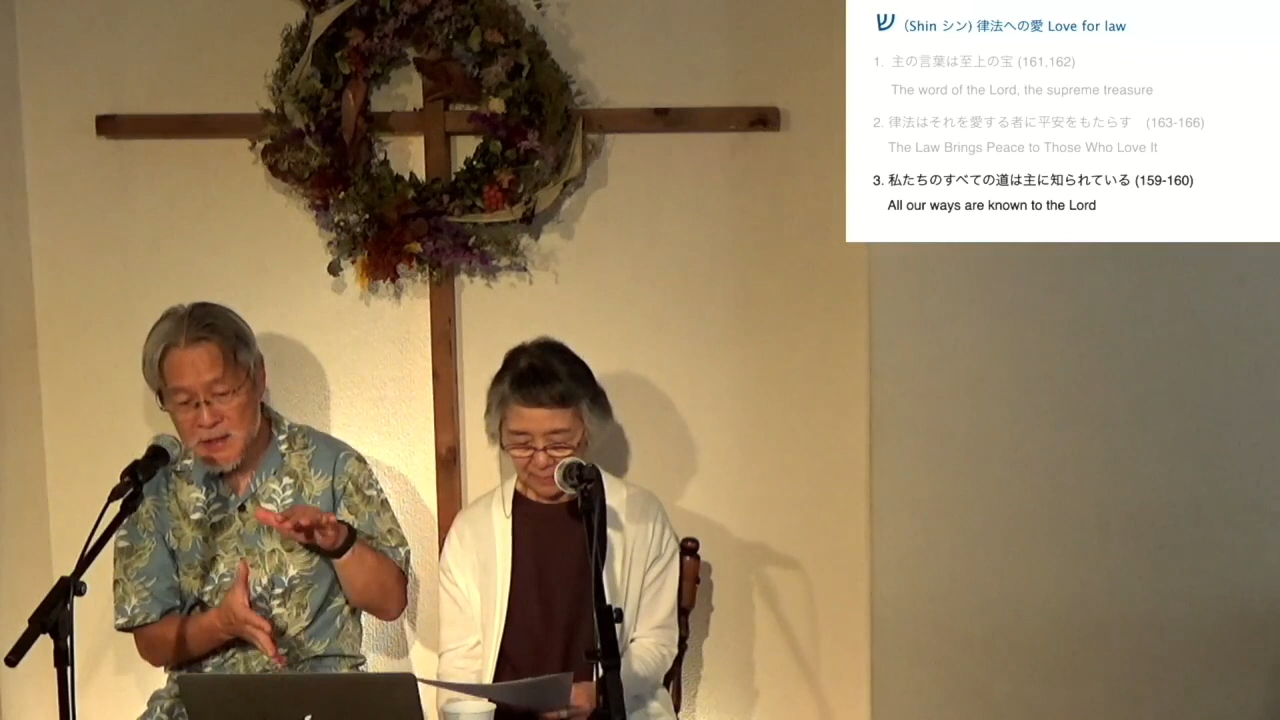 ש (Shin シン) 律法への愛 Love for law
1. 主の言葉は至上の宝 (161,162)
The word of the Lord, the supreme treasure
2. 律法はそれを愛する者に平安をもたらす (163-166)
The Law Brings Peace to Those Who Love It
3. 私たちのすべての道は主に知られている (159-160)
All our ways are known to the Lord